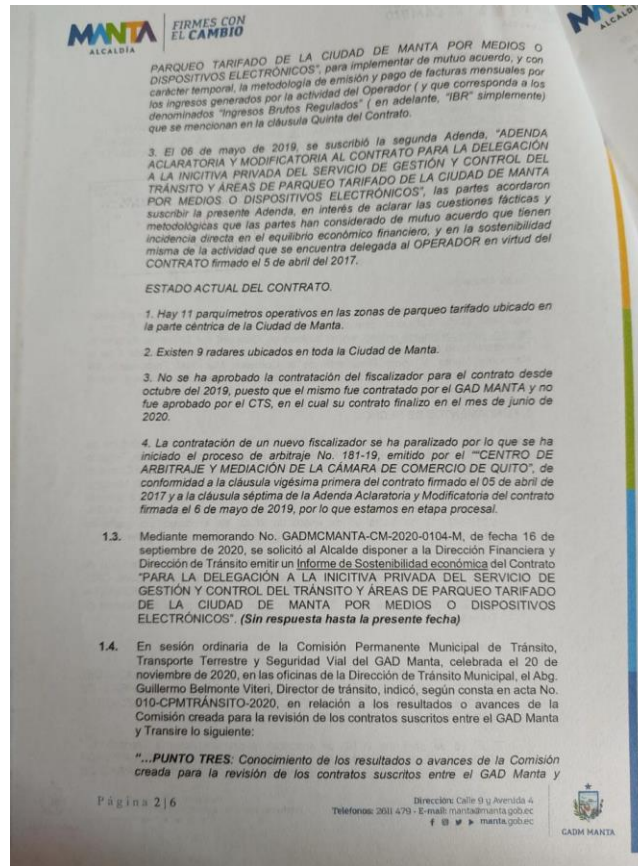 MANTA
ALCALDÍA
FIRMES CON
EL CAMBIO
MANTA
ALCALDÍA
PARQUEO TARIFADO DE LA CIUDAD DE MANTA POR MEDIOS O
DISPOSITIVOS ELECTRÓNICOS", para implementar de mutuo acuerdo, y con
carácter temporal, la metodología de emisión y pago de facturas mensuales por
los ingresos generados por la actividad del Operador ( y que corresponda a los
denominados "Ingresos Brutos Regulados" ( en adelante, "IBR" simplemente)
que se mencionan en la cláusula Quinta del Contrato.
3. El 06 de mayo de 2019, se suscribió la segunda Adenda, "ADENDA
ACLARATORIA Y MODIFICATORIA AL CONTRATO PARA LA DELEGACIÓN
A LA INICITIVA PRIVADA DEL SERVICIO DE GESTIÓN Y CONTROL DEL
TRÁNSITO Y ÁREAS DE PARQUEO TARIFADO DE LA CIUDAD DE MANTA
POR MEDIOS O DISPOSITIVOS ELECTRÓNICOS", las partes acordaron
suscribir la presente Adenda, en interés de aclarar las cuestiones fácticas y
metodológicas que las partes han considerado de mutuo acuerdo que tienen
incidencia directa en el equilibrio económico financiero, y en la sostenibilidad
misma de la actividad que se encuentra delegada al OPERADOR en virtud del
CONTRATO firmado el 5 de abril del 2017.
ESTADO ACTUAL DEL CONTRATO.
1. Hay 11 parquímetros operativos en las zonas de parqueo tarifado ubicado en
la parte céntrica de la Ciudad de Manta.
2. Existen 9 radares ubicados en toda la Ciudad de Manta.
3. No se ha aprobado la contratación del fiscalizador para el contrato desde
octubre del 2019, puesto que el mismo fue contratado por el GAD MANTA y no
fue aprobado por el CTS, en el cual su contrato finalizo en el mes de junio de
2020.
4. La contratación de un nuevo fiscalizador se ha paralizado por lo que se ha
iniciado el proceso de arbitraje No. 181-19, emitido por el ""CENTRO DE
ARBITRAJE Y MEDIACIÓN DE LA CÁMARA DE COMERCIO DE QUITO", de
conformidad a la cláusula vigésima primera del contrato firmado el 05 de abril de
2017 y a la cláusula séptima de la Adenda Aclaratoria y Modificatoria del contrato
firmada el 6 de mayo de 2019, por lo que estamos en etapa procesal.
1.3. Mediante memorando No. GADMCMANTA-CM-2020-0104-M, de fecha 16 de
septiembre de 2020, se solicitó al Alcalde disponer a la Dirección Financiera y
Dirección de Tránsito emitir un Informe de Sostenibilidad económica del Contrato
"PARA LA DELEGACIÓN A LA INICITIVA PRIVADA DEL SERVICIO DE
GESTIÓN Y CONTROL DEL TRÁNSITO Y ÁREAS DE PARQUEO TARIFADO
DE LA CIUDAD DE MANTA POR MEDIOS O DISPOSITIVOS
ELECTRÓNICOS". (Sin respuesta hasta la presente fecha)
1.4. En sesión ordinaria de la Comisión Permanente Municipal de Tránsito,
Transporte Terrestre y Seguridad Vial del GAD Manta, celebrada el 20 de
noviembre de 2020, en las oficinas de la Dirección de Tránsito Municipal, el Abg.
Guillermo Belmonte Viteri, Director de tránsito, indicó, según consta en acta No.
010-CPMTRÁNSITO-2020, en relación a los resultados o avances de la
Comisión creada para la revisión de los contratos suscritos entre el GAD Manta
y Transire lo siguiente:
"...PUNTO TRES: Conocimiento de los resultados o avances de la Comisión
creada para la revisión de los contratos suscritos entre el GAD Manta y
Página 2|6
Dirección: Calle 9 y Avenida 4
Teléfonos: 2611 479 - E-mail: manta@manta.gob.ec
manta.gob.ec
GADM MANTA